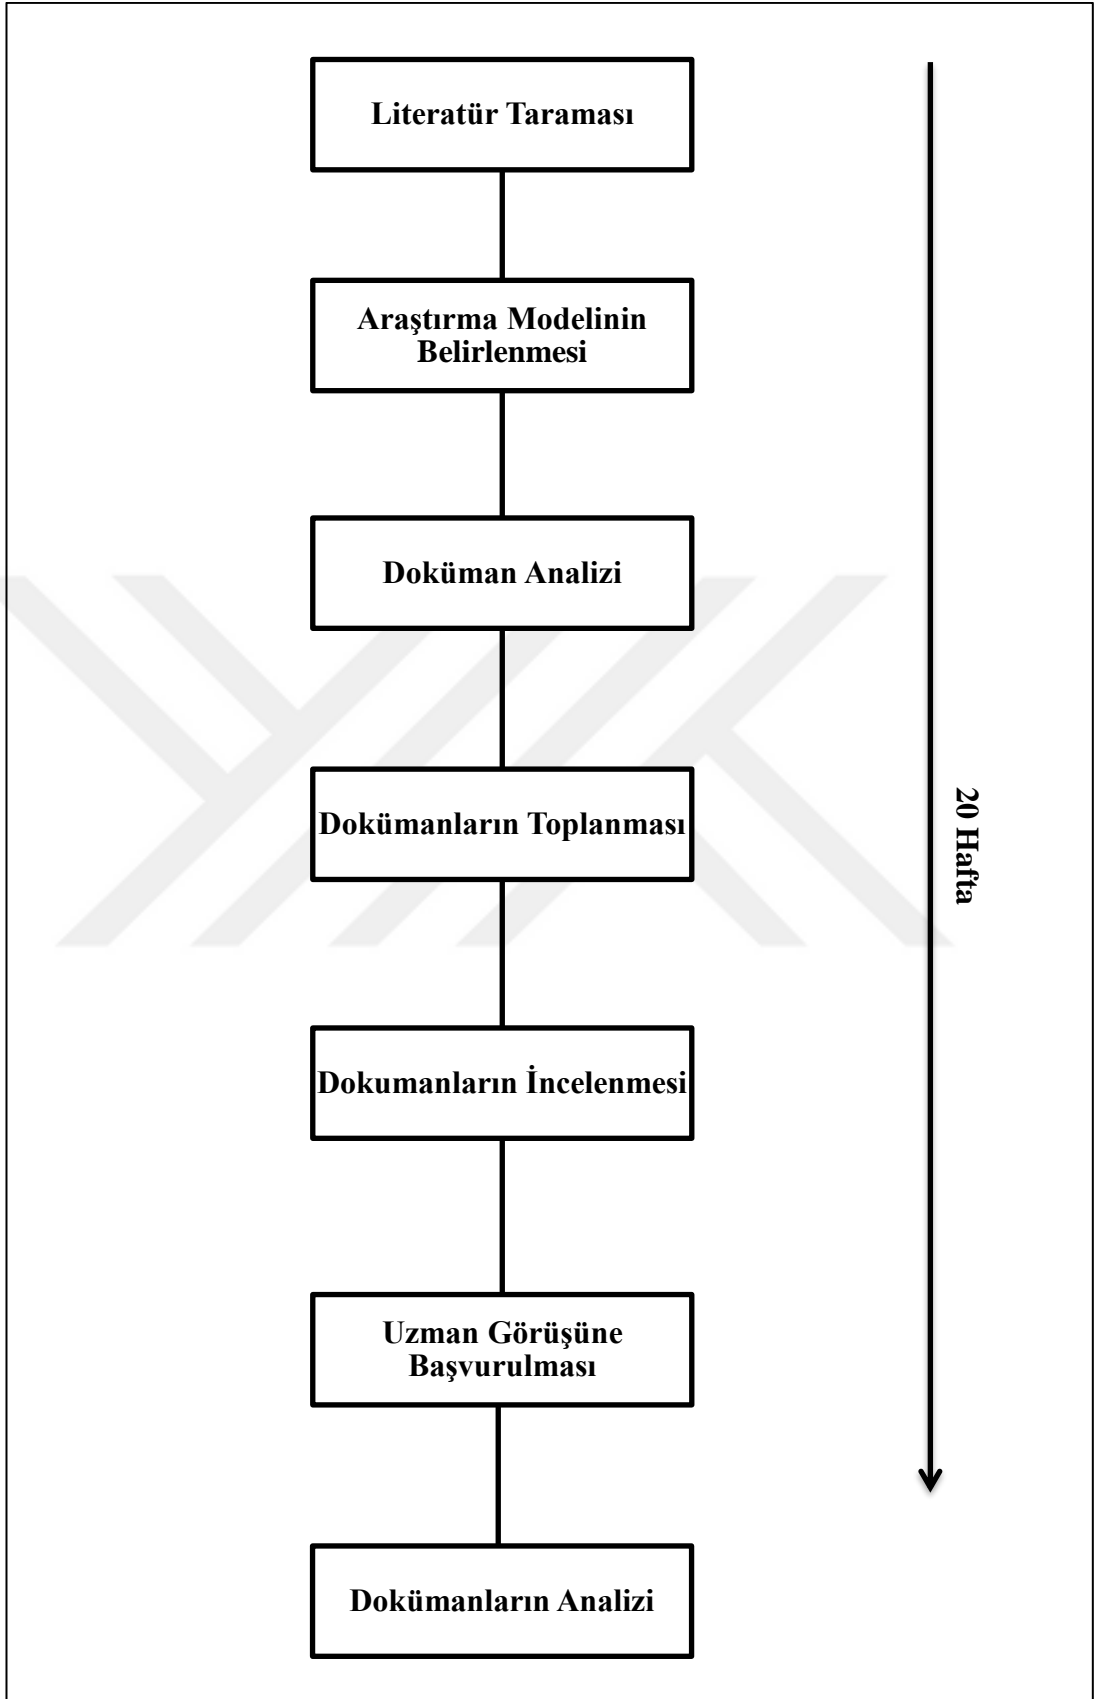 Literatür Taraması
Araştırma Modelinin
Belirlenmesi
Doküman Analizi
Dokümanların Toplanması
20 Hafta
Dokumanların İncelenmesi
Uzman Görüşüne
Başvurulması
Dokümanların Analizi